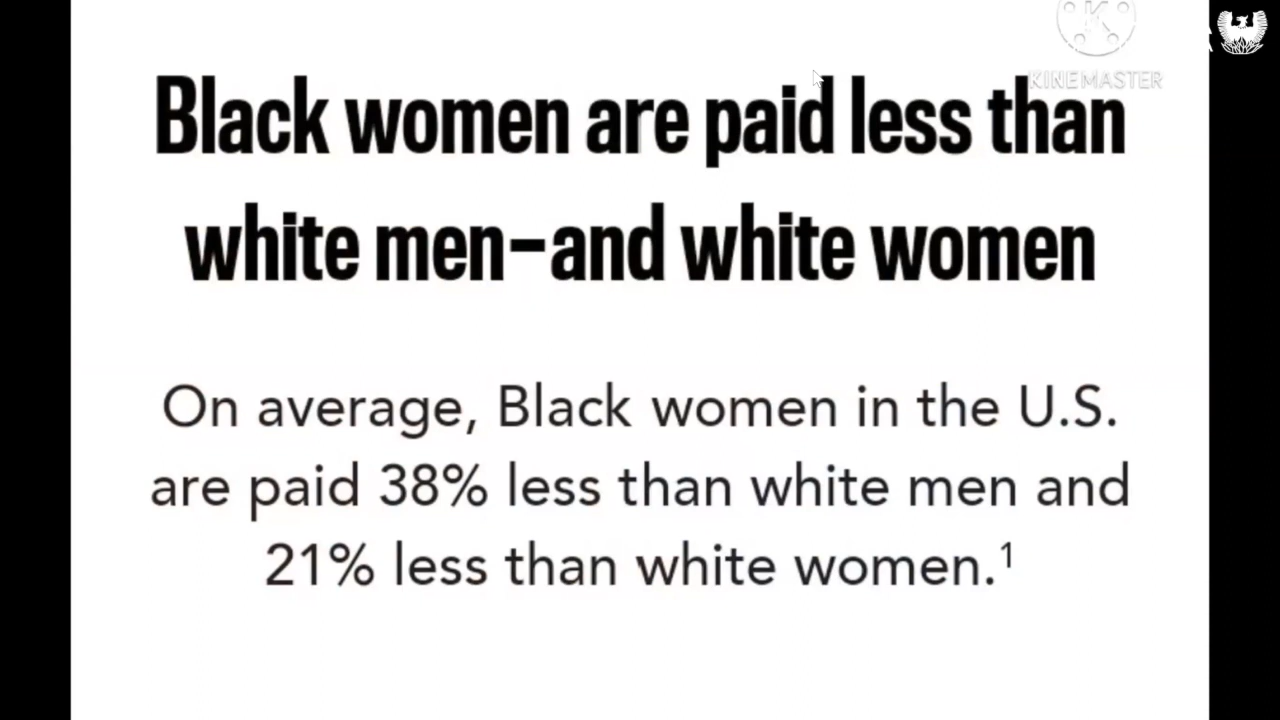 KINEMASTER
Black women are paid less than
white men–and white women
On average, Black women in the U.S.
are paid 38% less than white men and
21% less than white women.¹